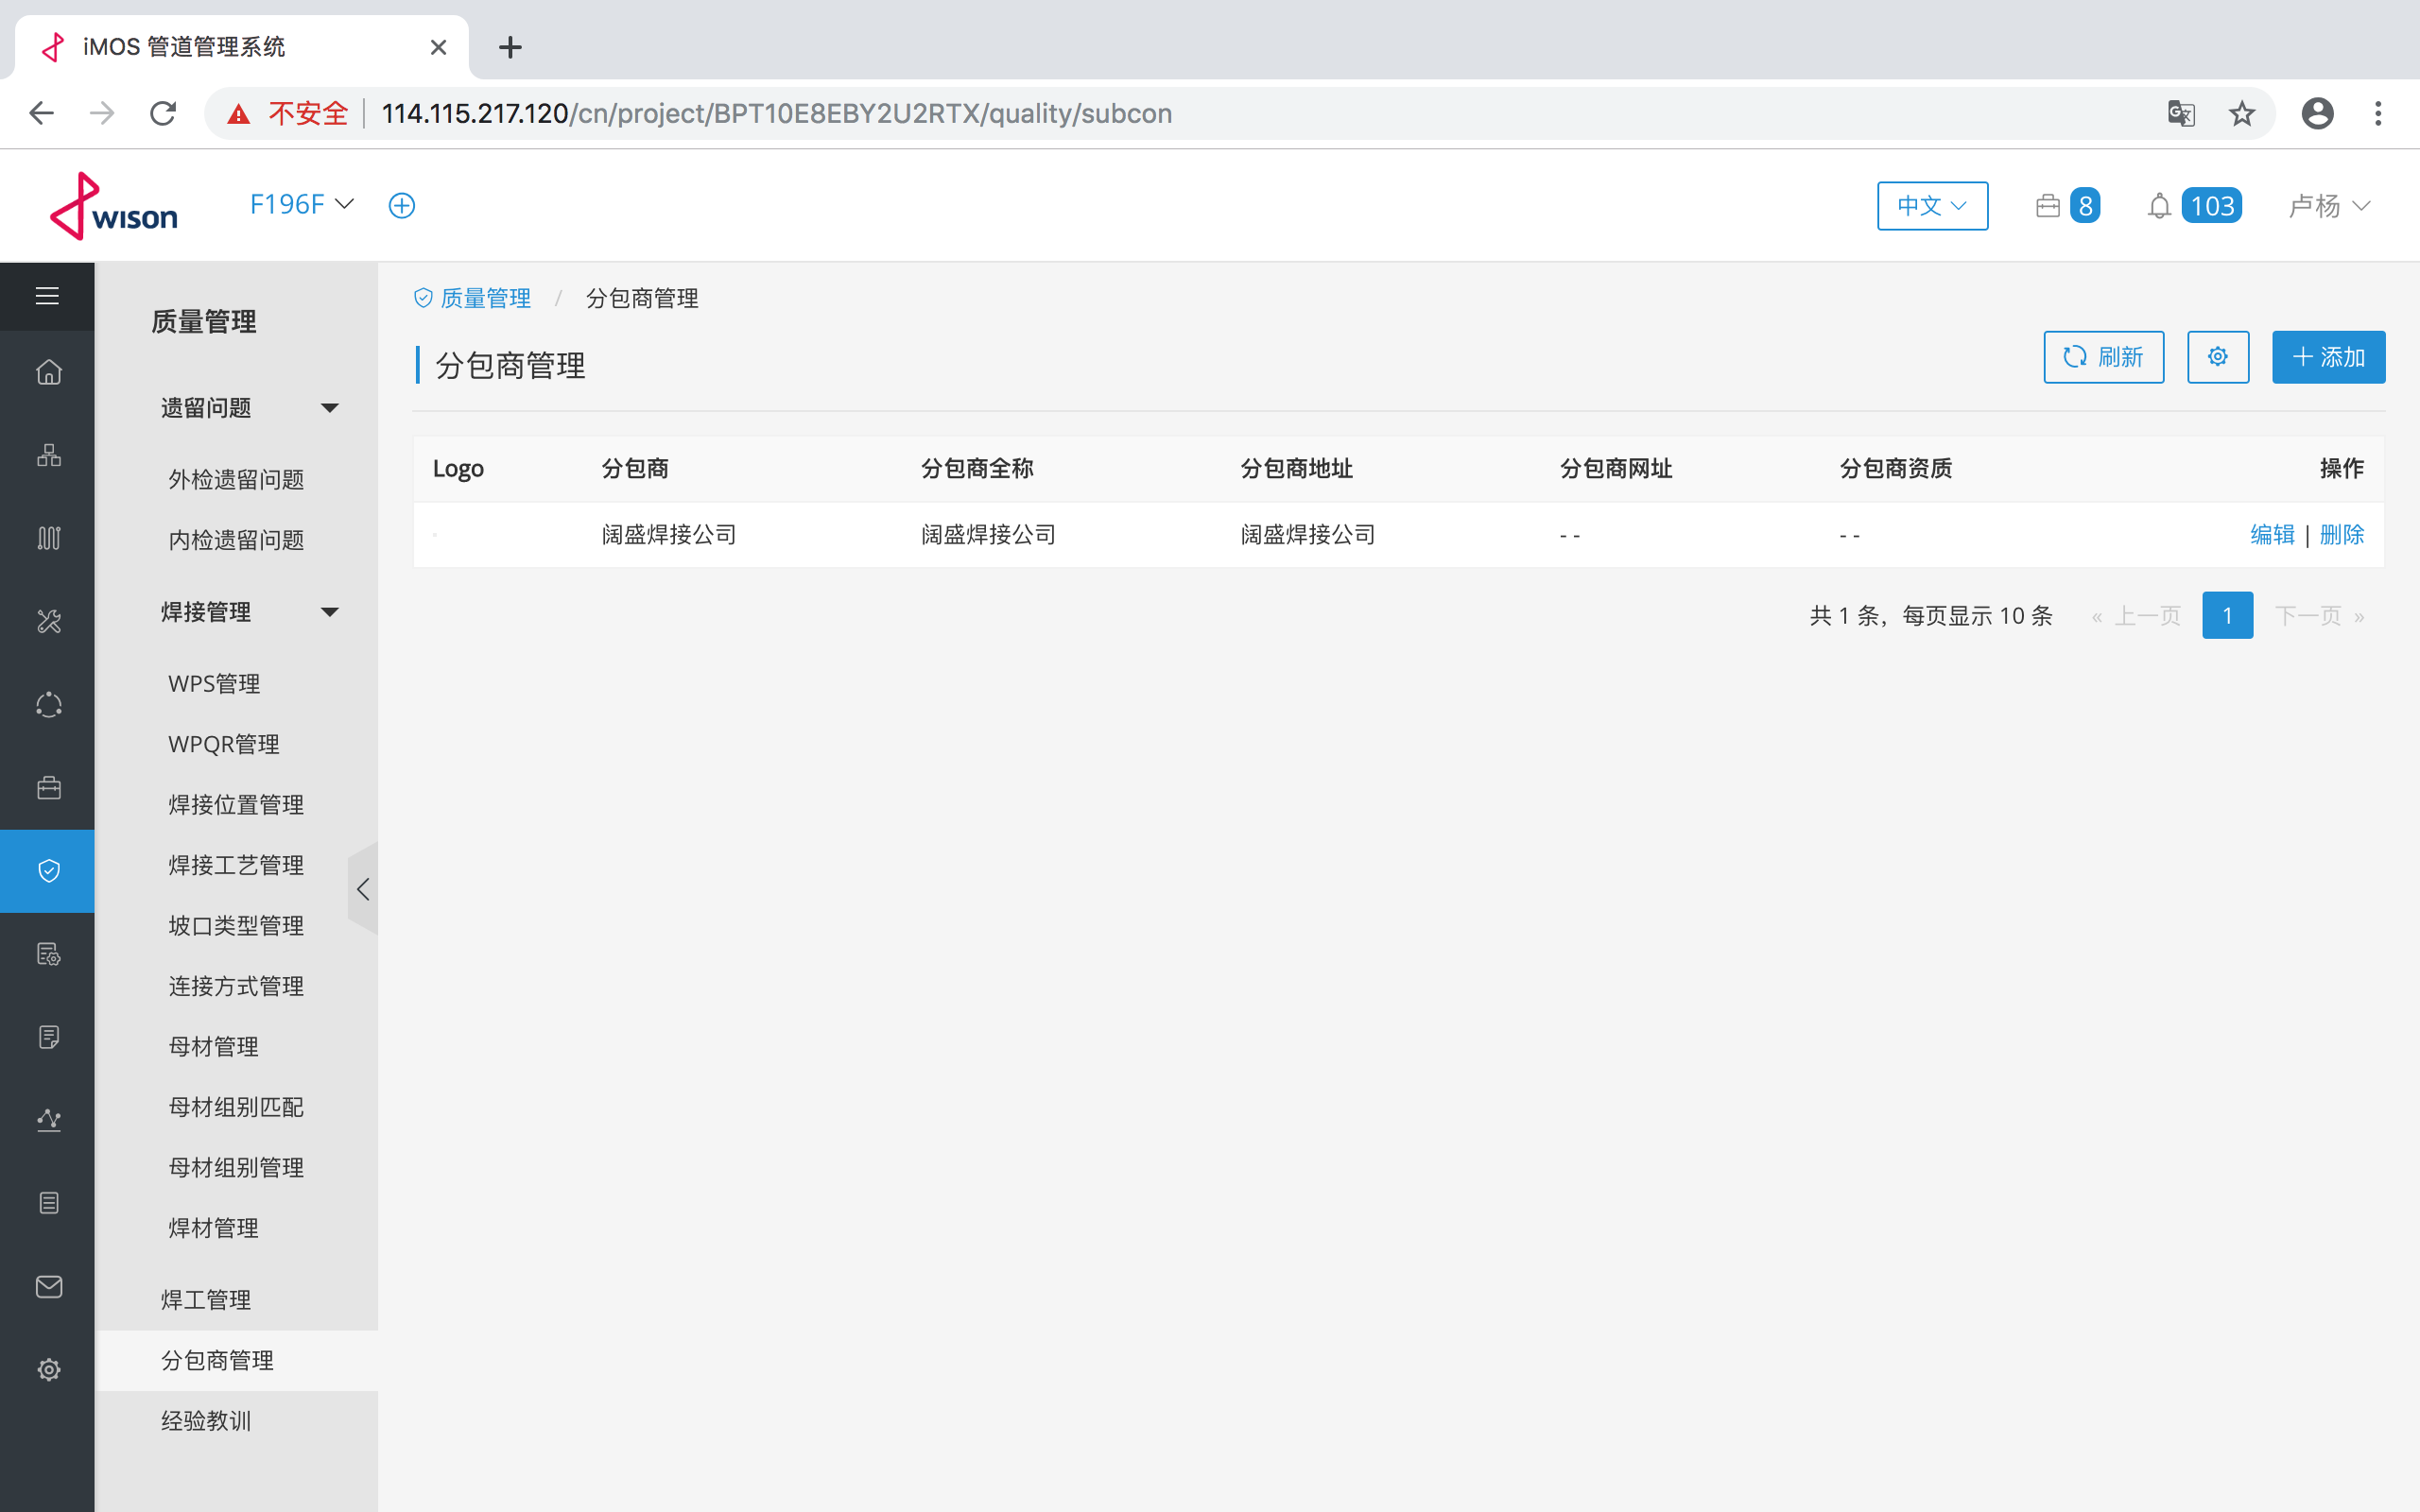 iMOS 管道管理系统
不安全 114.115.217.120/cn/project/BPT10E8EBY2U2RTX/quality/subcon
wison F196F 中文 8 103 卢杨
质量管理
遗留问题
外检遗留问题
内检遗留问题
焊接管理
WPS管理
WPQR管理
焊接位置管理
焊接工艺管理
坡口类型管理
连接方式管理
母材管理
母材组别匹配
母材组别管理
焊材管理
焊工管理
分包商管理
经验教训
质量管理 / 分包商管理
分包商管理
刷新 添加
Logo 分包商 分包商全称 分包商地址 分包商网址 分包商资质 操作
阔盛焊接公司 阔盛焊接公司 阔盛焊接公司 - - - - 编辑 | 删除
共 1 条，每页显示 10 条 « 上一页 1 下一页 »